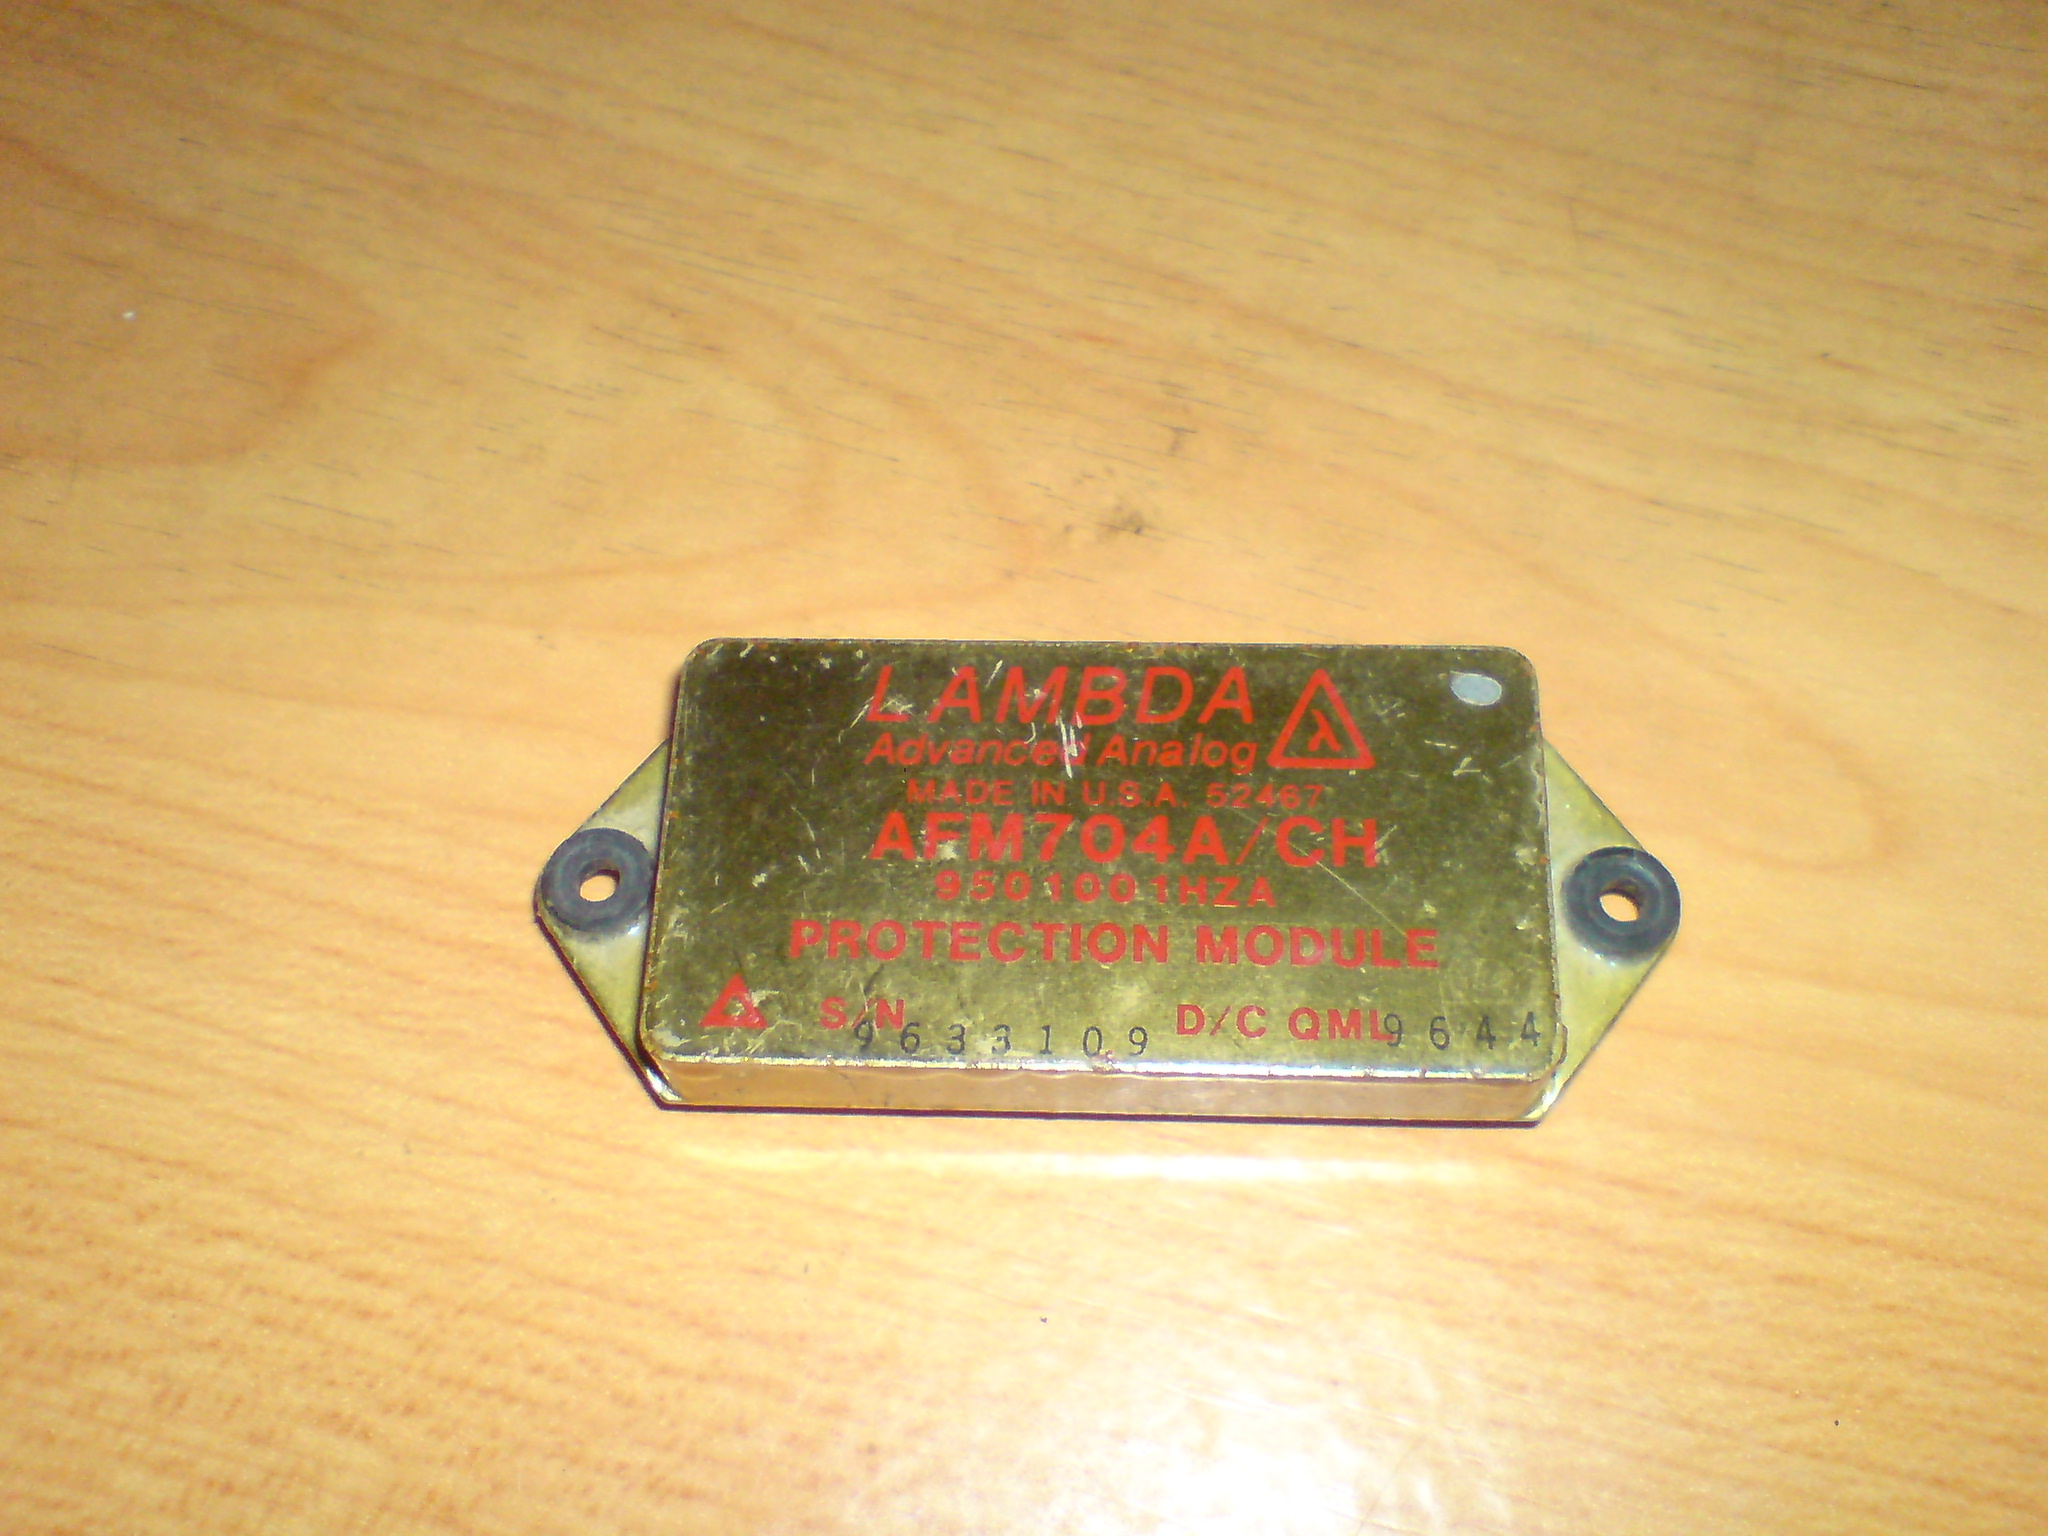 LAMBDA
Advanced Analog
λ
MADE IN U.S.A. 52467
AFM704A/CH
9501001HZA
PROTECTION MODULE
S/N 9633109 D/C QML 9644